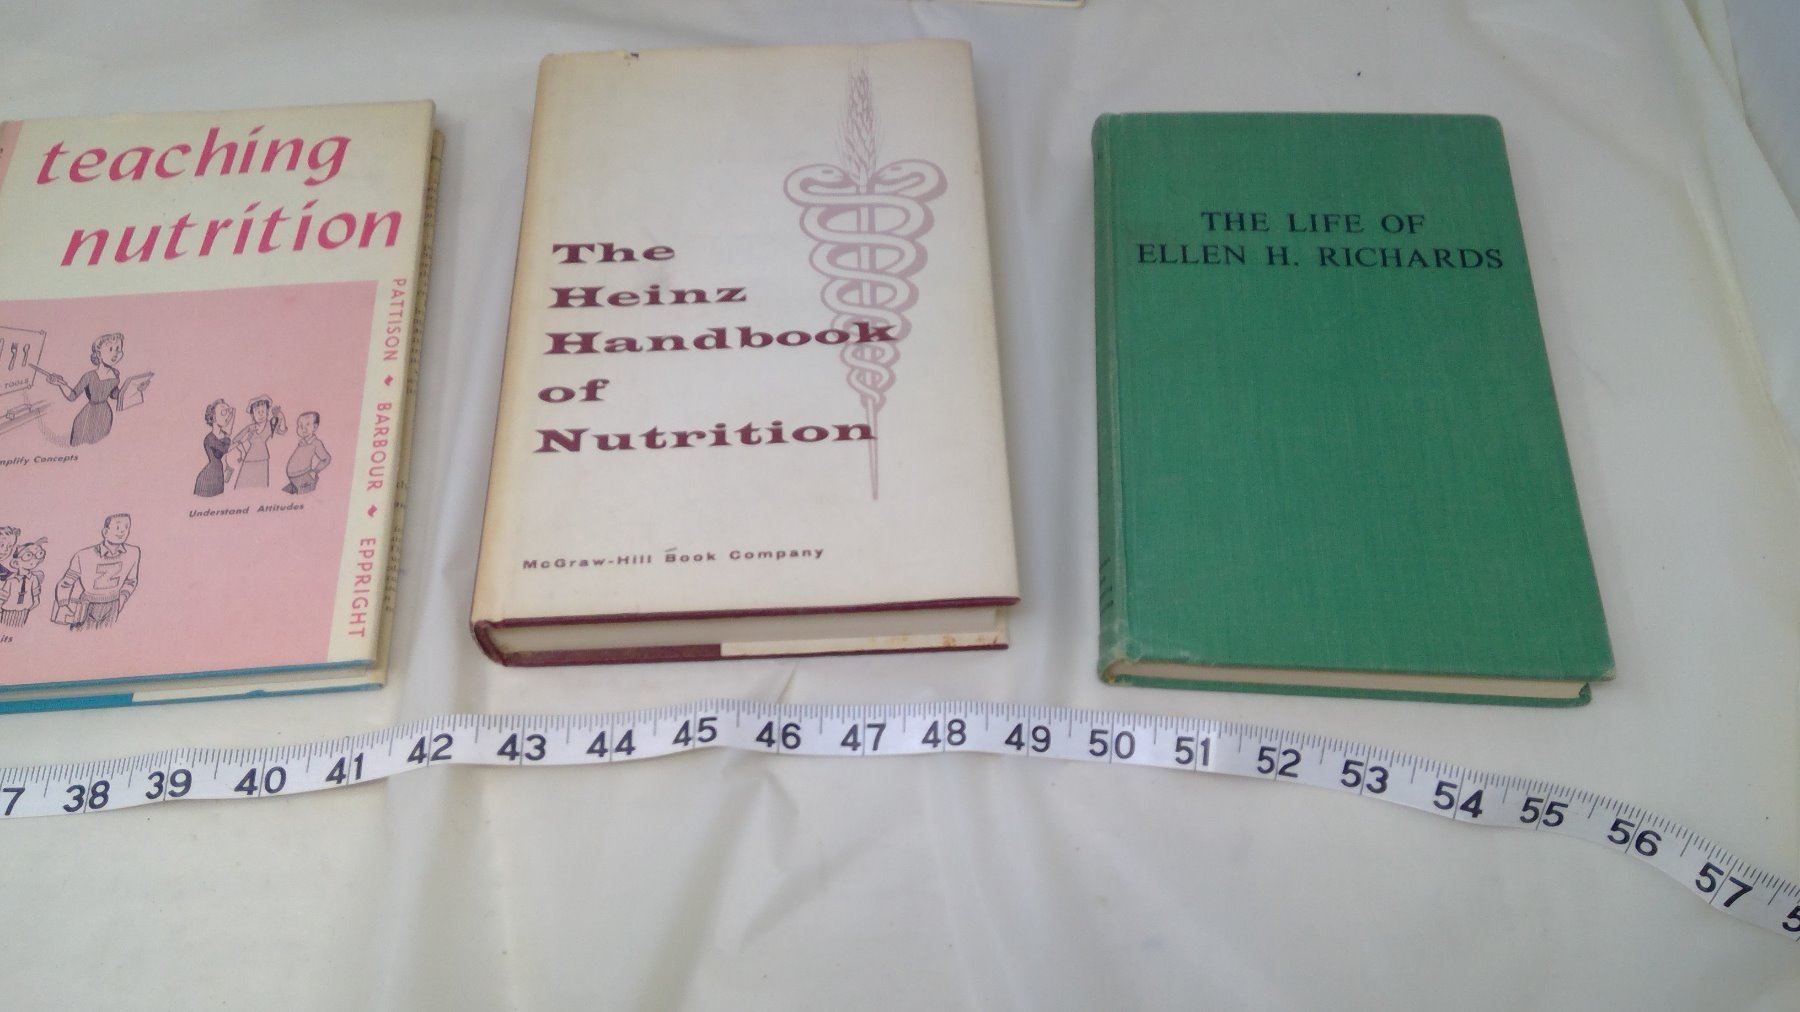 teaching
nutrition
PATTISON ♦ BARBOUR ♦ EPPRIGHT
TOOLS
Concepts
Understand Attitudes
The
Heinz
Handbook
of
Nutrition
McGraw-Hill Book Company
THE LIFE OF
ELLEN H. RICHARDS
38 39 40 41 42 43 44 45 46 47 48 49 50 51 52 53 54 55 56 57